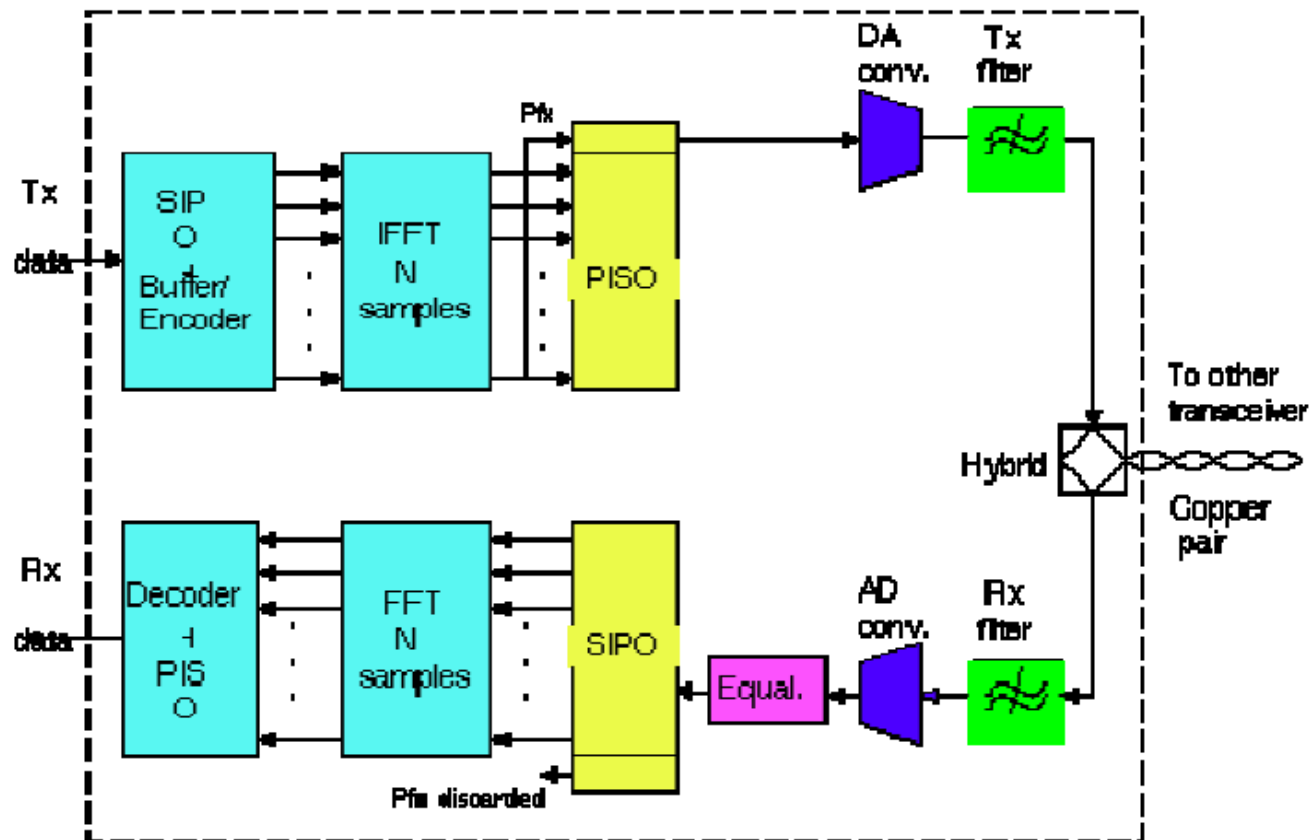 DA
conv.
Tx
filter
Pfx
Tx
data
SIP
O
+
Buffer/
Encoder
IFFT
N
samples
PISO
To other
transceiver
Hybrid
Copper
pair
Rx
data
Decoder
+
PIS
O
FFT
N
samples
SIPO
Equal.
AD
conv.
Rx
filter
Pfx discarded